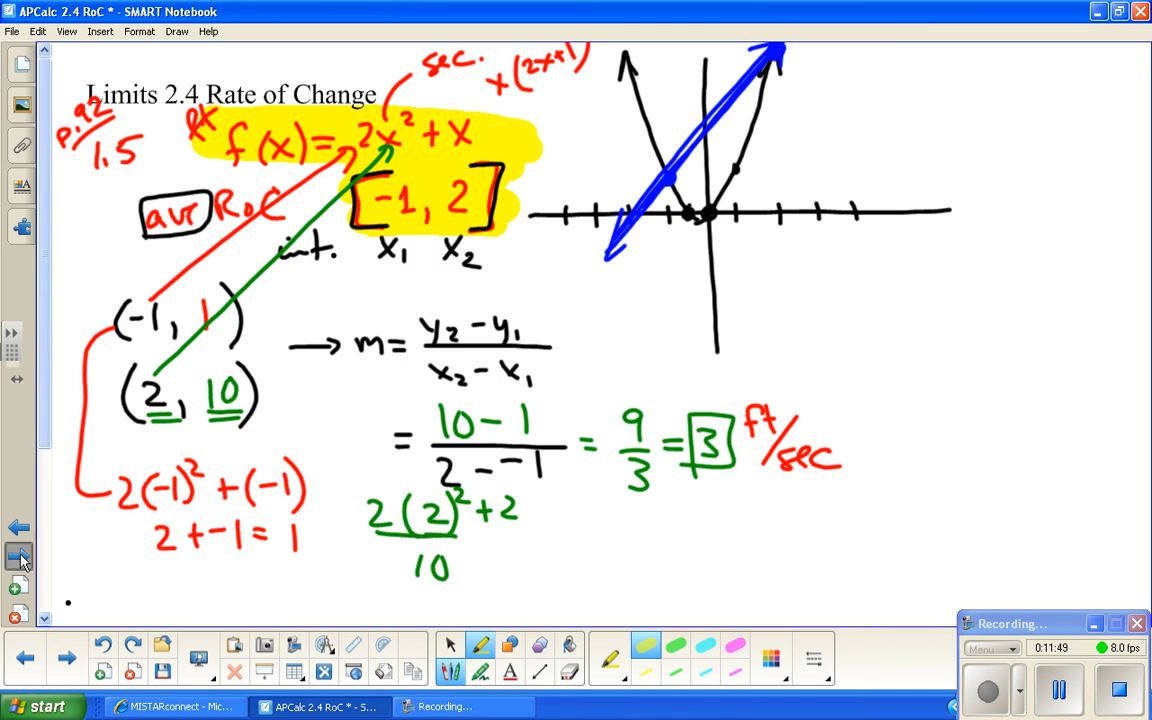 APCalc 2.4 RoC * - SMART Notebook
File Edit View Insert Format Draw Help
sec.
x(2x+1)
Limits 2.4 Rate of Change
p.92/1.5
f(x)= 2x² + x
[-1, 2]
avr RoC
int. x₁ x₂
(-1, 1)
→ m = y₂ - y₁ / x₂ - x₁
(2, 10)
= 10 - 1 / 2 - -1 = 9/3 = 3 ft/sec
2(-1)² + (-1)
2 + -1 = 1
2(2)² + 2
10
Recording...
Menu
0:11:49
8.0 fps
start
MISTARconnect - Mic...
APCalc 2.4 RoC * - S...
Recording...